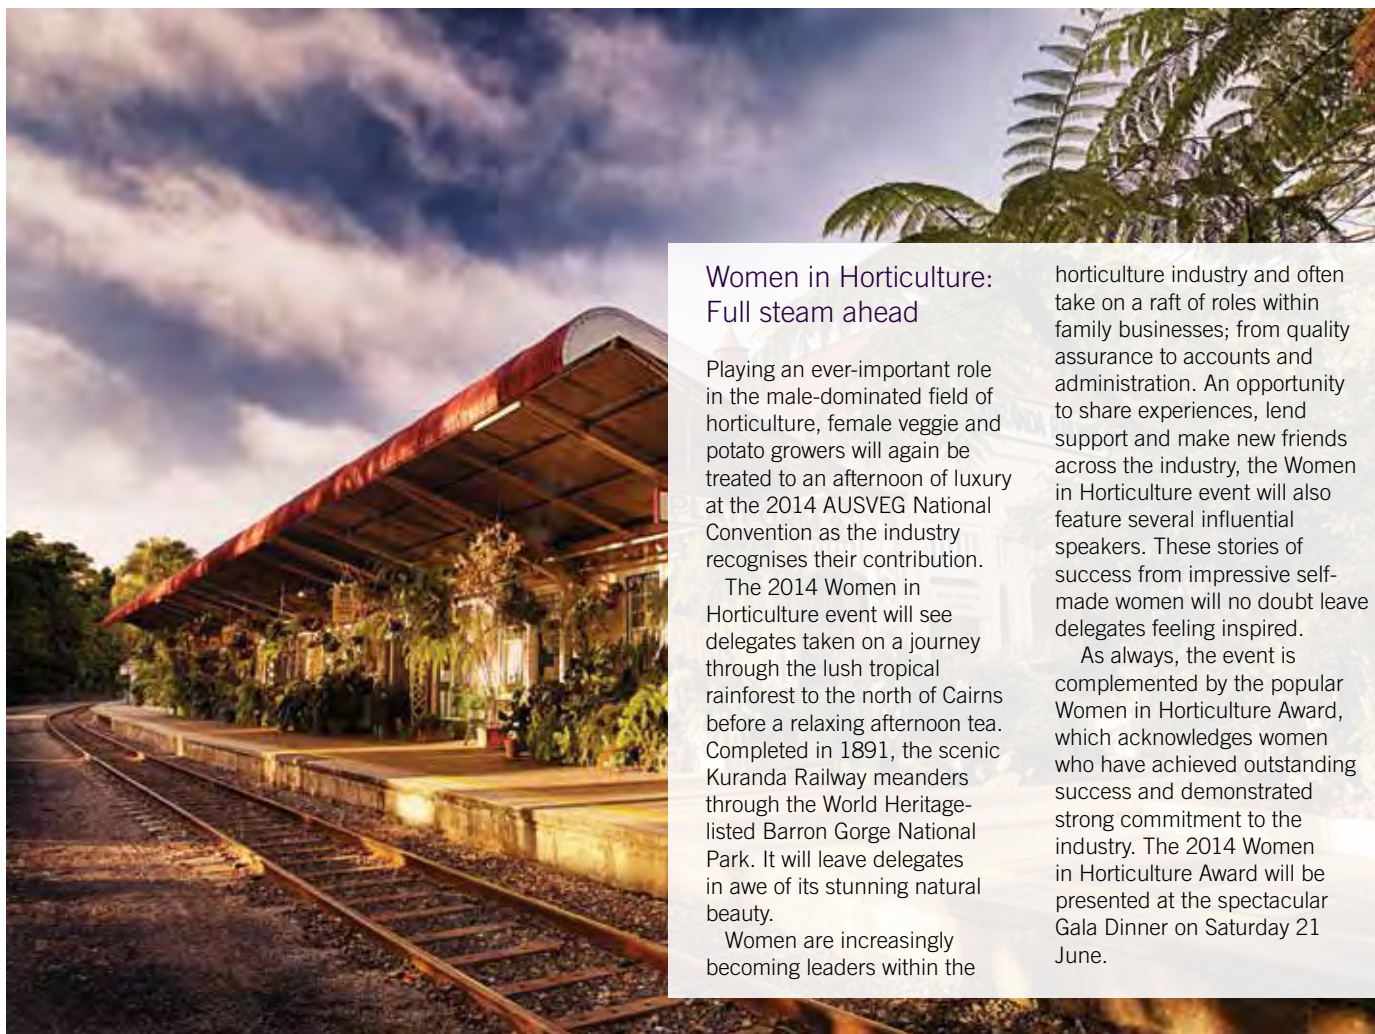 Women in Horticulture:
Full steam ahead
Playing an ever-important role
in the male-dominated field of
horticulture, female veggie and
potato growers will again be
treated to an afternoon of luxury
at the 2014 AUSVEG National
Convention as the industry
recognises their contribution.
The 2014 Women in
Horticulture event will see
delegates taken on a journey
through the lush tropical
rainforest to the north of Cairns
before a relaxing afternoon tea.
Completed in 1891, the scenic
Kuranda Railway meanders
through the World Heritage-
listed Barron Gorge National
Park. It will leave delegates
in awe of its stunning natural
beauty.
Women are increasingly
becoming leaders within the
horticulture industry and often
take on a raft of roles within
family businesses; from quality
assurance to accounts and
administration. An opportunity
to share experiences, lend
support and make new friends
across the industry, the Women
in Horticulture event will also
feature several influential
speakers. These stories of
success from impressive self-
made women will no doubt leave
delegates feeling inspired.
As always, the event is
complemented by the popular
Women in Horticulture Award,
which acknowledges women
who have achieved outstanding
success and demonstrated
strong commitment to the
industry. The 2014 Women
in Horticulture Award will be
presented at the spectacular
Gala Dinner on Saturday 21
June.